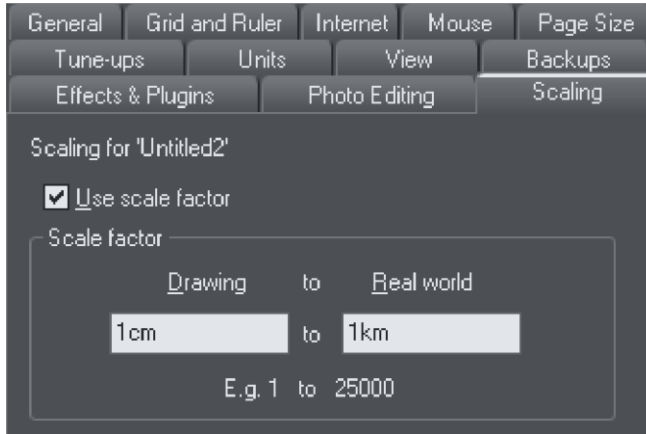 General Grid and Ruler Internet Mouse Page Size
Tune-ups Units View Backups
Effects & Plugins Photo Editing Scaling
Scaling for 'Untitled2'
Use scale factor
Scale factor
Drawing to Real world
1cm to 1km
E.g. 1 to 25000